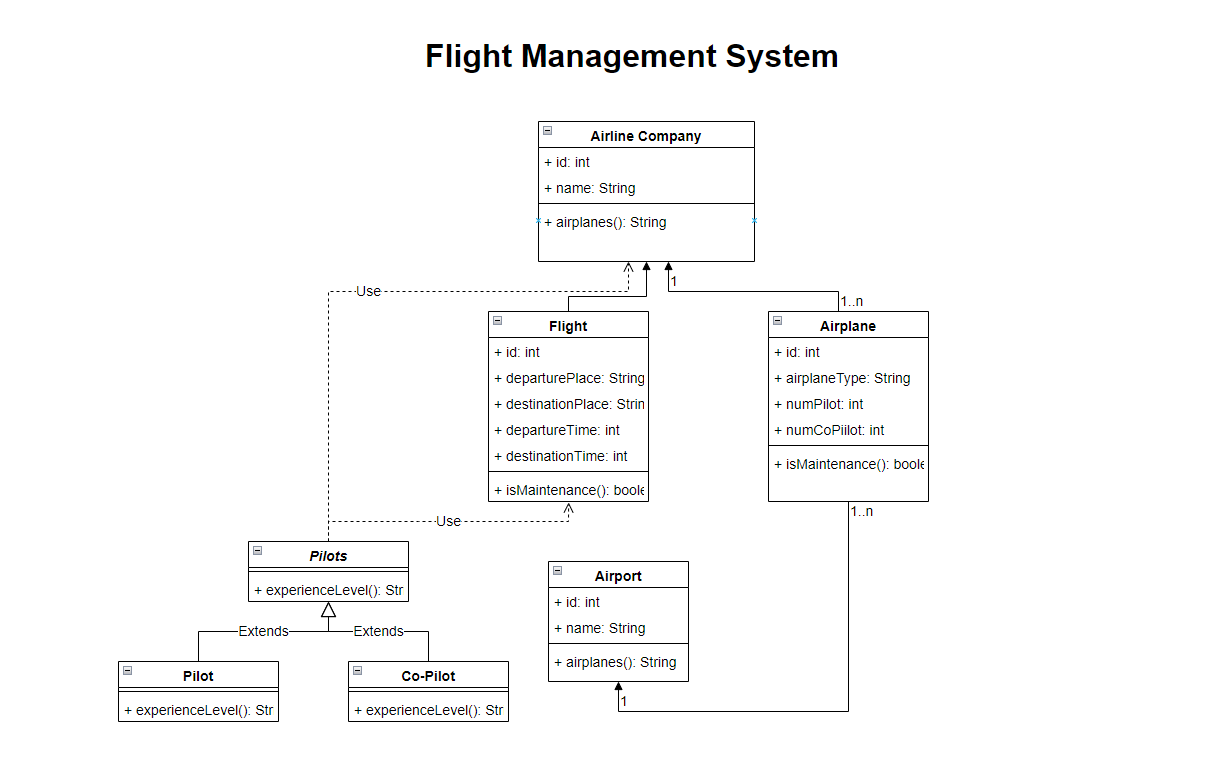 Flight Management System
Airline Company
+ id: int
+ name: String
+ airplanes(): String
Use
1
1..n
Flight
+ id: int
+ departurePlace: String
+ destinationPlace: Strin
+ departureTime: int
+ destinationTime: int
+ isMaintenance(): boole
Airplane
+ id: int
+ airplaneType: String
+ numPilot: int
+ numCoPiilot: int
+ isMaintenance(): boole
1..n
Use
Pilots
+ experienceLevel(): Str
Airport
+ id: int
+ name: String
+ airplanes(): String
1
Extends
Extends
Pilot
+ experienceLevel(): Str
Co-Pilot
+ experienceLevel(): Str